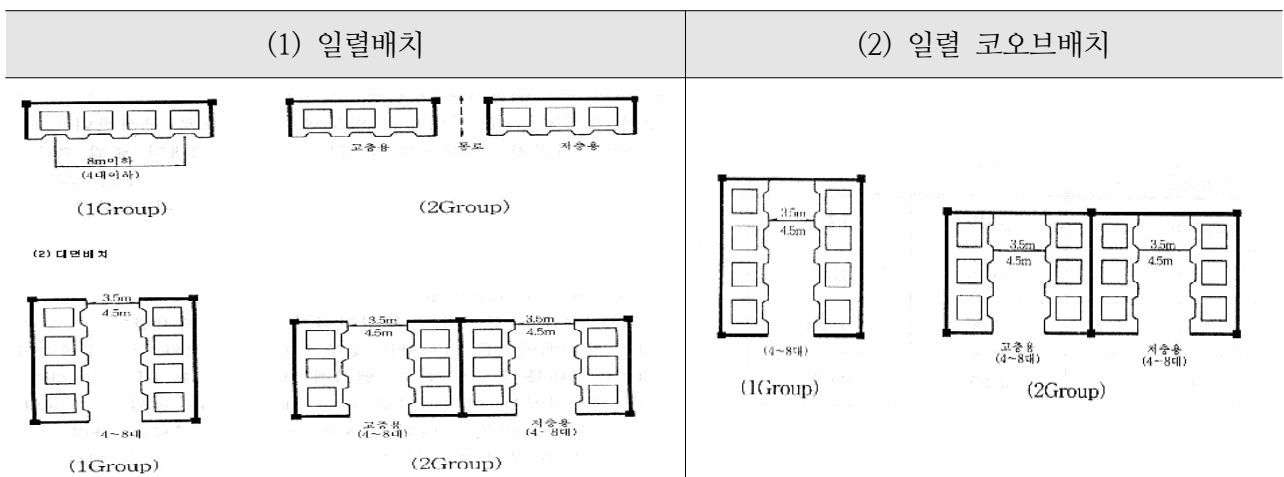 (1) 일렬배치
(2) 일렬 코오브배치
고층용
통로
저층용
8m이하
(4대이하)
(1Group)
(2Group)
(2) 대면배치
3.5m
4.5m
4~8대
(1Group)
3.5m
4.5m
3.5m
4.5m
고층용
(4~8대)
저층용
(4~8대)
(2Group)
3.5m
4.5m
(4~8대)
(1Group)
3.5m
4.5m
3.5m
4.5m
고층용
(4~8대)
저층용
(4~8대)
(2Group)